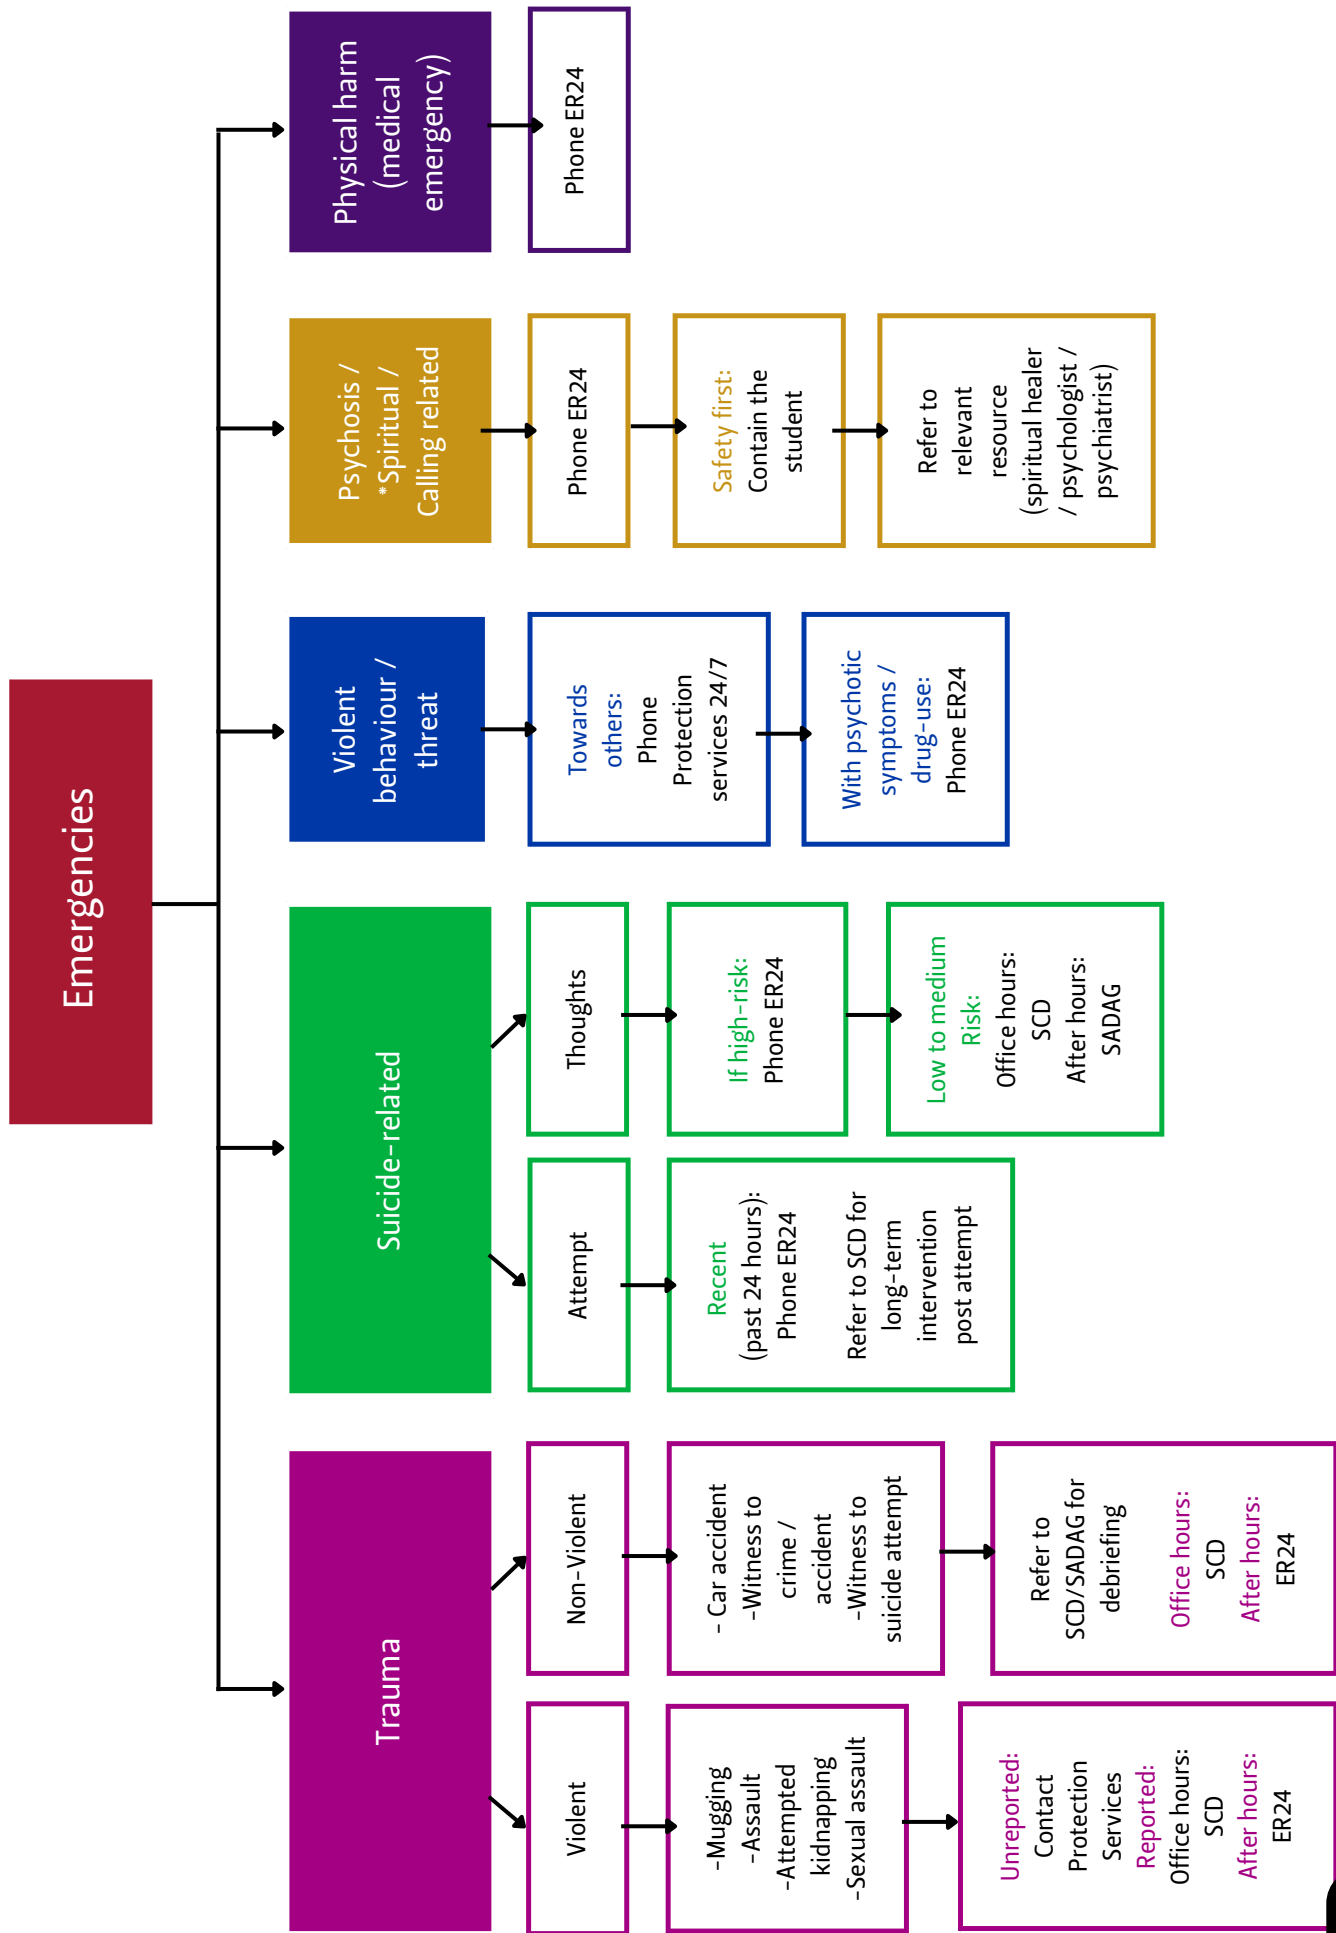 Emergencies
Trauma
Violent
-Mugging
-Assault
-Attempted
kidnapping
-Sexual assault
Unreported:
Contact
Protection
Services
Reported:
Office hours:
SCD
After hours:
ER24
Non-Violent
- Car accident
-Witness to
crime /
accident
-Witness to
suicide attempt
Refer to
SCD/SADAG for
debriefing
Office hours:
SCD
After hours:
ER24
Suicide-related
Attempt
Recent
(past 24 hours):
Phone ER24
Refer to SCD for
long-term
intervention
post attempt
Thoughts
If high-risk:
Phone ER24
Low to medium
Risk:
Office hours:
SCD
After hours:
SADAG
Violent
behaviour /
threat
Towards
others:
Phone
Protection
services 24/7
With psychotic
symptoms /
drug-use:
Phone ER24
Psychosis /
*Spiritual /
Calling related
Phone ER24
Safety first:
Contain the
student
Refer to
relevant
resource
(spiritual healer
/ psychologist /
psychiatrist)
Physical harm
(medical
emergency)
Phone ER24